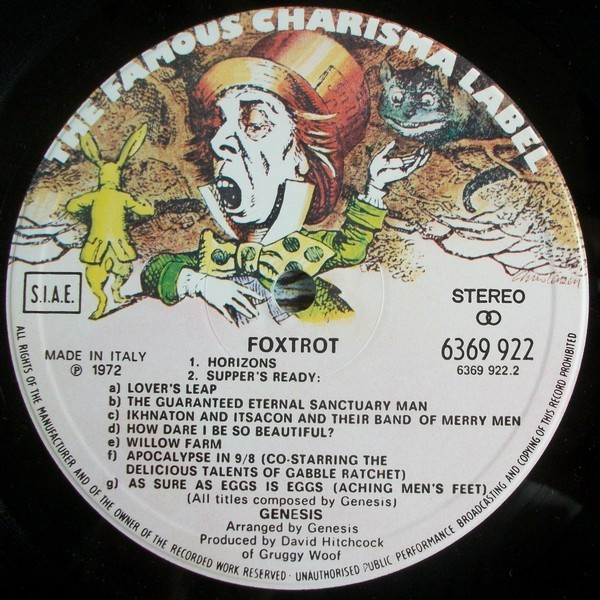 THE FAMOUS CHARISMA LABEL
S.I.A.E.
STEREO
FOXTROT
MADE IN ITALY
℗ 1972
6369 922
6369 922.2
1. HORIZONS
2. SUPPER'S READY:
a) LOVER'S LEAP
b) THE GUARANTEED ETERNAL SANCTUARY MAN
c) IKHNATON AND ITSACON AND THEIR BAND OF MERRY MEN
d) HOW DARE I BE SO BEAUTIFUL?
e) WILLOW FARM
f) APOCALYPSE IN 9/8 (CO-STARRING THE
DELICIOUS TALENTS OF GABBLE RATCHET)
g) AS SURE AS EGGS IS EGGS (ACHING MEN'S FEET)
(All titles composed by Genesis)
GENESIS
Arranged by Genesis
Produced by David Hitchcock
of Gruggy Woof
ALL RIGHTS OF THE MANUFACTURER AND OF THE OWNER OF THE RECORDED WORK RESERVED · UNAUTHORISED PUBLIC PERFORMANCE BROADCASTING AND COPYING OF THIS RECORD PROHIBITED